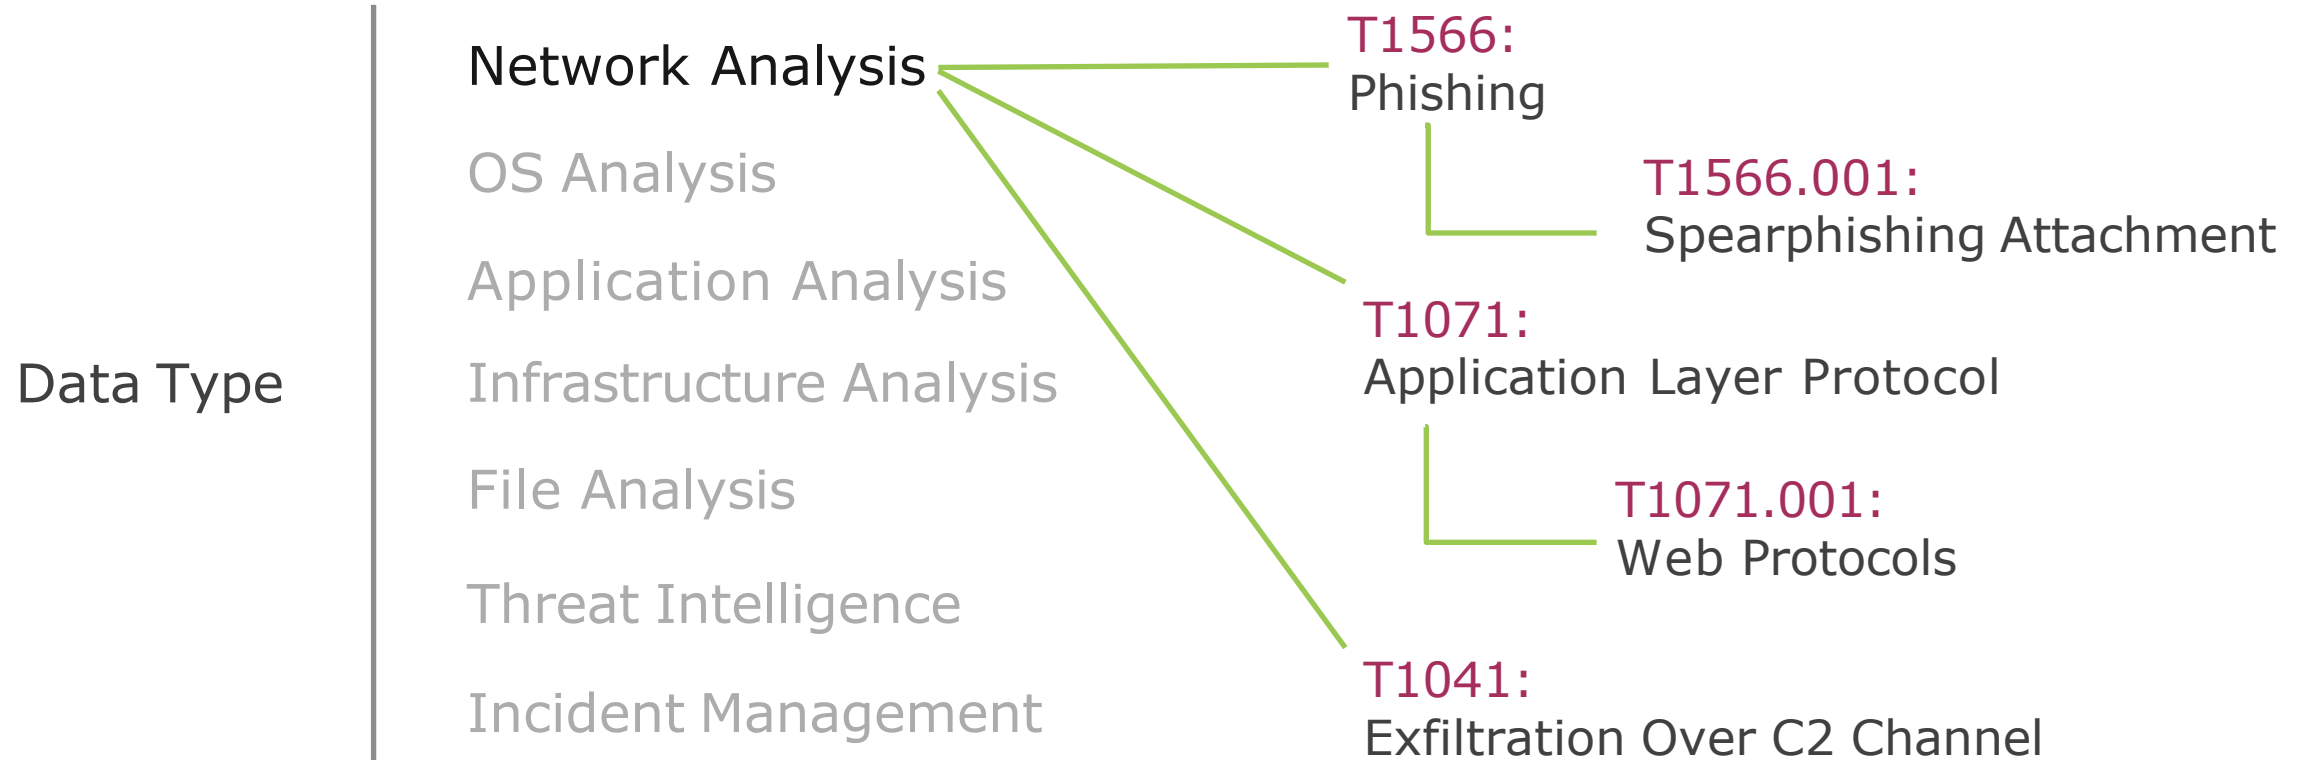 Data Type
Network Analysis
OS Analysis
Application Analysis
Infrastructure Analysis
File Analysis
Threat Intelligence
Incident Management
T1566:
Phishing
T1566.001:
Spearphishing Attachment
T1071:
Application Layer Protocol
T1071.001:
Web Protocols
T1041:
Exfiltration Over C2 Channel